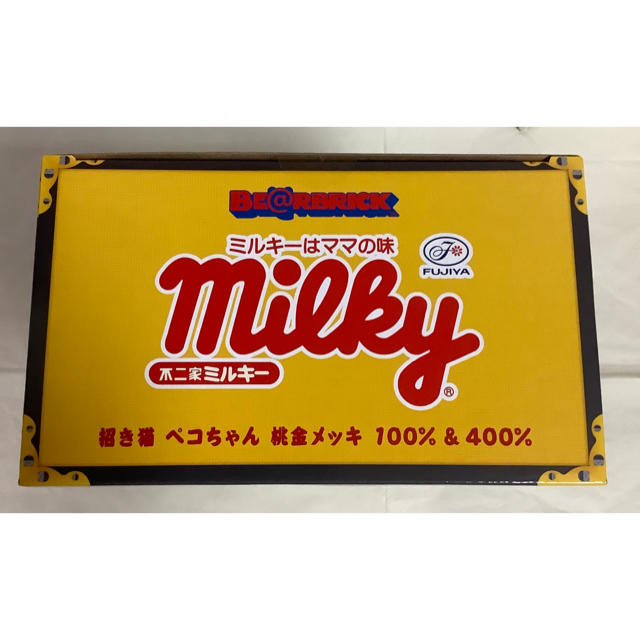 BE@RBRICK
ミルキーはママの味
milky®
F
FUJIYA
不二家ミルキー
招き猫 ペコちゃん 桃金メッキ 100% & 400%